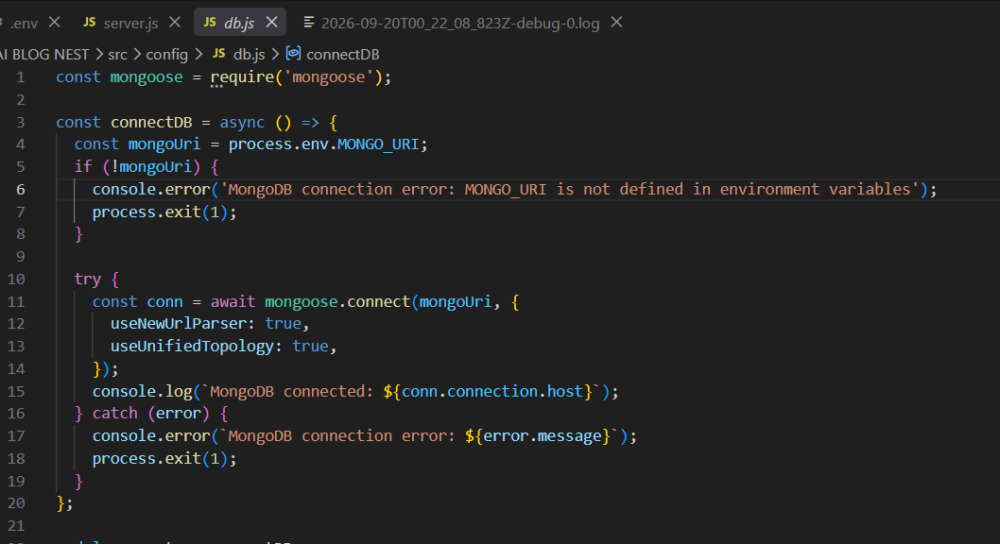 .env JS server.js JS db.js 2026-09-20T00_22_08_823Z-debug-0.log
AI BLOG NEST > src > config > JS db.js > connectDB
1 const mongoose = require('mongoose');
2
3 const connectDB = async () => {
4 const mongoUri = process.env.MONGO_URI;
5 if (!mongoUri) {
6 console.error('MongoDB connection error: MONGO_URI is not defined in environment variables');
7 process.exit(1);
8 }
9
10 try {
11 const conn = await mongoose.connect(mongoUri, {
12 useNewUrlParser: true,
13 useUnifiedTopology: true,
14 });
15 console.log(`MongoDB connected: ${conn.connection.host}`);
16 } catch (error) {
17 console.error(`MongoDB connection error: ${error.message}`);
18 process.exit(1);
19 }
20 };
21